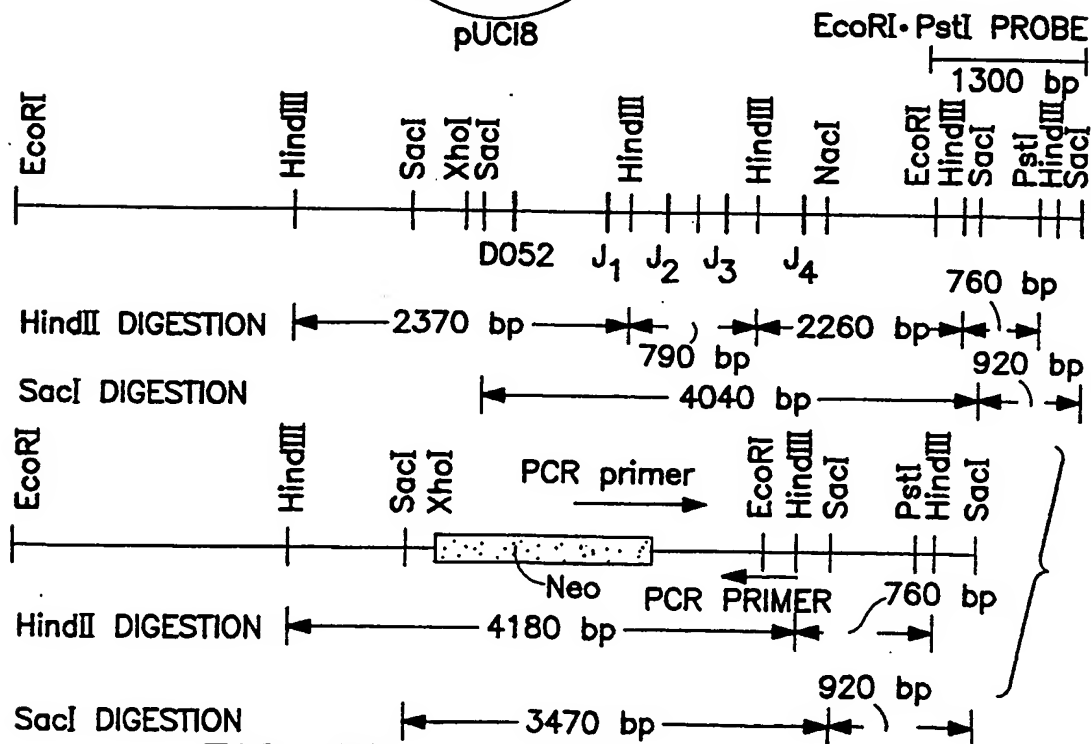 pUC18
EcoRI•PstI PROBE
1300 bp
EcoRI
HindIII
SacI
XhoI
SacI
HindIII
HindIII
NacI
EcoRI
HindIII
SacI
PstI
HindIII
SacI
D052
J1
J2
J3
J4
760 bp
HindII DIGESTION
2370 bp
2260 bp
790 bp
920 bp
SacI DIGESTION
4040 bp
EcoRI
HindIII
SacI
XhoI
PCR primer
EcoRI
HindIII
SacI
PstI
HindIII
SacI
Neo
PCR PRIMER
760 bp
HindII DIGESTION
4180 bp
920 bp
SacI DIGESTION
3470 bp